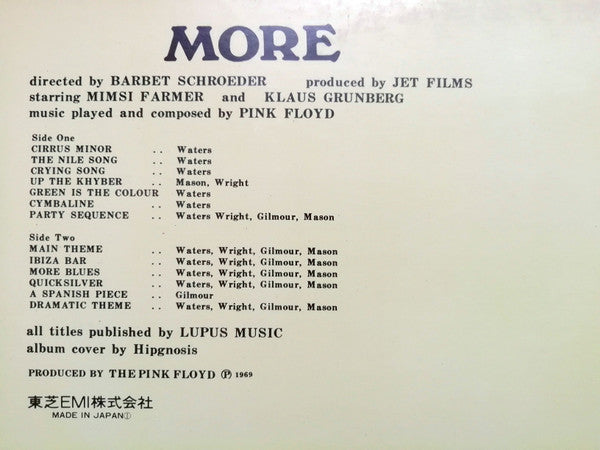 MORE
directed by BARBET SCHROEDER produced by JET FILMS
starring MIMSI FARMER and KLAUS GRUNBERG
music played and composed by PINK FLOYD
Side One
CIRRUS MINOR .. Waters
THE NILE SONG .. Waters
CRYING SONG .. Waters
UP THE KHYBER .. Mason, Wright
GREEN IS THE COLOUR Waters
CYMBALINE .. Waters
PARTY SEQUENCE .. Waters Wright, Gilmour, Mason
Side Two
MAIN THEME .. Waters, Wright, Gilmour, Mason
IBIZA BAR .. Waters, Wright, Gilmour, Mason
MORE BLUES .. Waters, Wright, Gilmour, Mason
QUICKSILVER .. Waters, Wright, Gilmour, Mason
A SPANISH PIECE .. Gilmour
DRAMATIC THEME .. Waters, Wright, Gilmour, Mason
all titles published by LUPUS MUSIC
album cover by Hipgnosis
PRODUCED BY THE PINK FLOYD Ⓟ 1969
東芝EMI株式会社
MADE IN JAPAN①